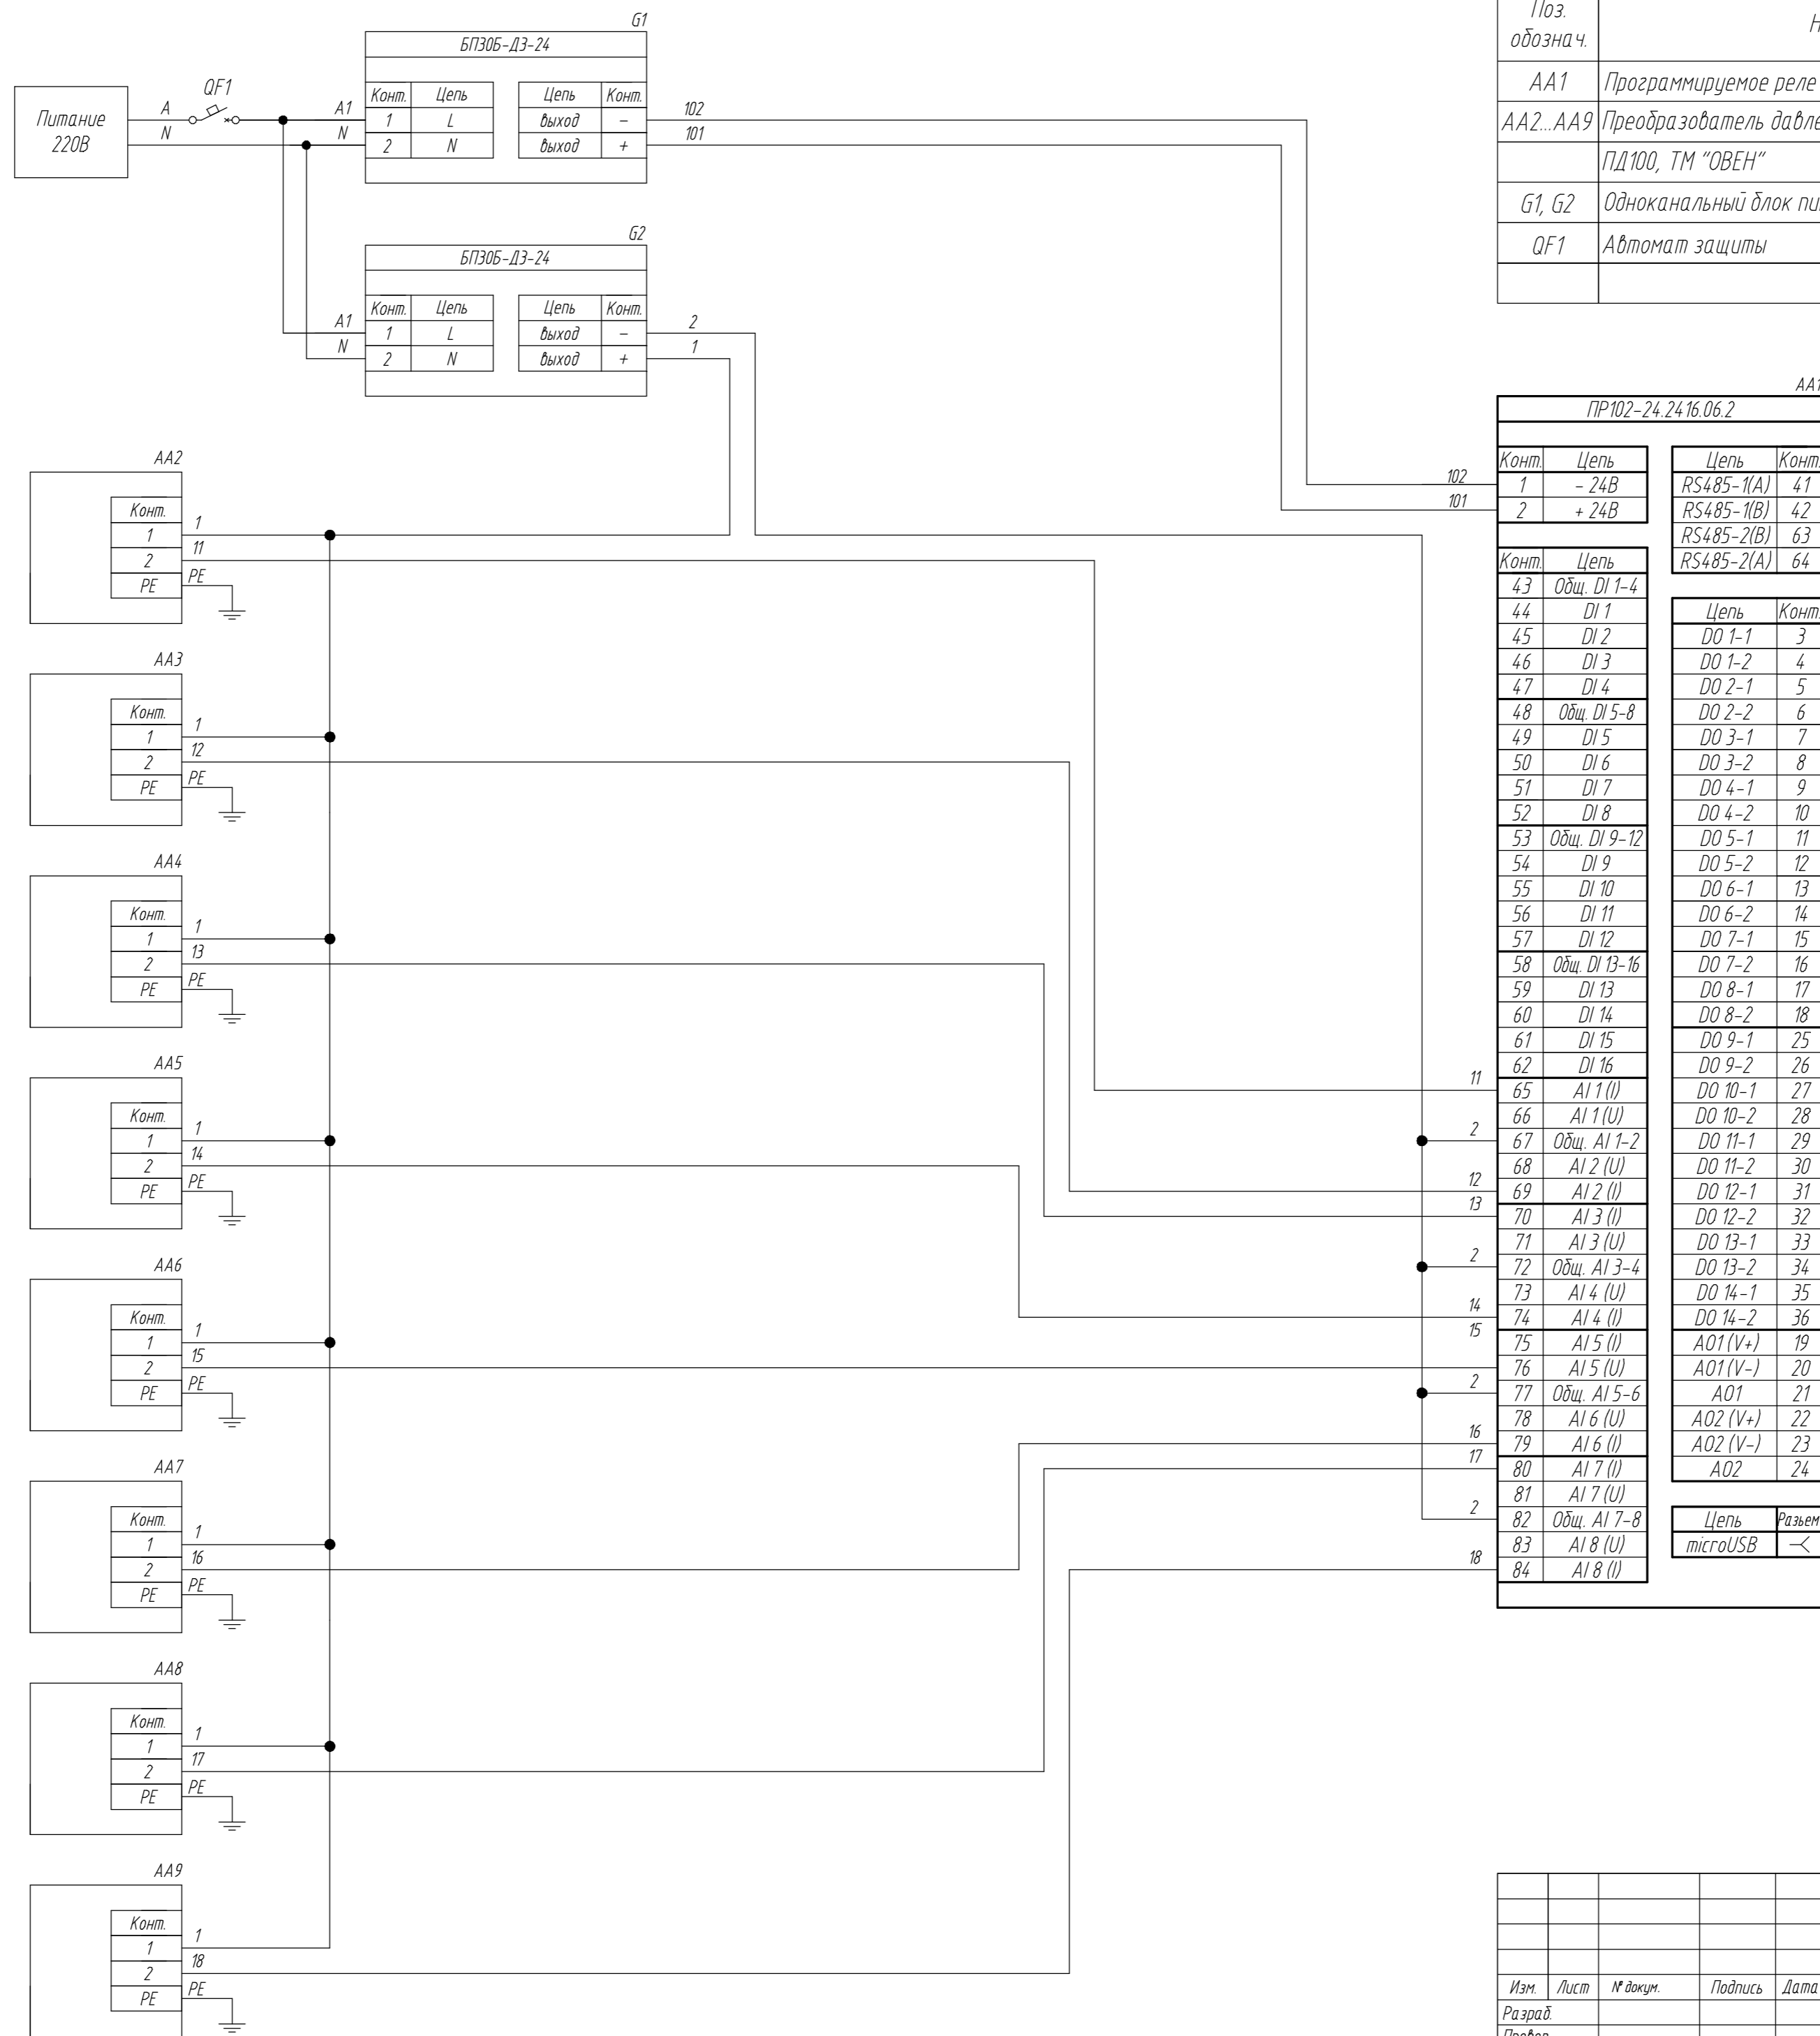 G1
БП30Б-Д3-24
Питание
220В
QF1
A
N
A1
N
Конт. Цепь Цепь Конт.
1 L выход –
2 N выход +
102
101
G2
БП30Б-Д3-24
A1
N
Конт. Цепь Цепь Конт.
1 L выход –
2 N выход +
2
1
Поз.
обознач.
AA1 Программируемое реле
AA2...AA9
ПД100, ТМ "ОВЕН"
G1, G2 Одноканальный блок
QF1 Автомат защиты
AA2
Конт.
1 1
2 11
PE PE
AA3
Конт.
1 1
2 12
PE PE
AA4
Конт.
1 1
2 13
PE PE
AA5
Конт.
1 1
2 14
PE PE
AA6
Конт.
1 1
2 15
PE PE
AA7
Конт.
1 1
2 16
PE PE
AA8
Конт.
1 1
2 17
PE PE
AA9
Конт.
1 1
2 18
PE PE
AA1
ПР102-24.2416.06.2
Конт. Цепь
102 1 – 24В
101 2 + 24В
Конт. Цепь
43 Общ. DI 1-4
44 DI 1
45 DI 2
46 DI 3
47 DI 4
48 Общ. DI 5-8
49 DI 5
50 DI 6
51 DI 7
52 DI 8
53 Общ. DI 9-12
54 DI 9
55 DI 10
56 DI 11
57 DI 12
58 Общ. DI 13-16
59 DI 13
60 DI 14
61 DI 15
62 DI 16
11 65 AI 1 (I)
66 AI 1 (U)
2 67 Общ. AI 1-2
68 AI 2 (U)
12 69 AI 2 (I)
13 70 AI 3 (I)
71 AI 3 (U)
2 72 Общ. AI 3-4
73 AI 4 (U)
14 74 AI 4 (I)
15 75 AI 5 (I)
76 AI 5 (U)
2 77 Общ. AI 5-6
78 AI 6 (U)
16 79 AI 6 (I)
17 80 AI 7 (I)
81 AI 7 (U)
2 82 Общ. AI 7-8
83 AI 8 (U)
18 84 AI 8 (I)
Цепь Конт.
RS485-1(A) 41
RS485-1(B) 42
RS485-2(B) 63
RS485-2(A) 64
Цепь Конт.
DO 1-1 3
DO 1-2 4
DO 2-1 5
DO 2-2 6
DO 3-1 7
DO 3-2 8
DO 4-1 9
DO 4-2 10
DO 5-1 11
DO 5-2 12
DO 6-1 13
DO 6-2 14
DO 7-1 15
DO 7-2 16
DO 8-1 17
DO 8-2 18
DO 9-1 25
DO 9-2 26
DO 10-1 27
DO 10-2 28
DO 11-1 29
DO 11-2 30
DO 12-1 31
DO 12-2 32
DO 13-1 33
DO 13-2 34
DO 14-1 35
DO 14-2 36
AO1 (V+) 19
AO1 (V-) 20
AO1 21
AO2 (V+) 22
AO2 (V-) 23
AO2 24
Цепь Разъем
microUSB
Изм. Лист № докум. Подпись Дата
Разраб.